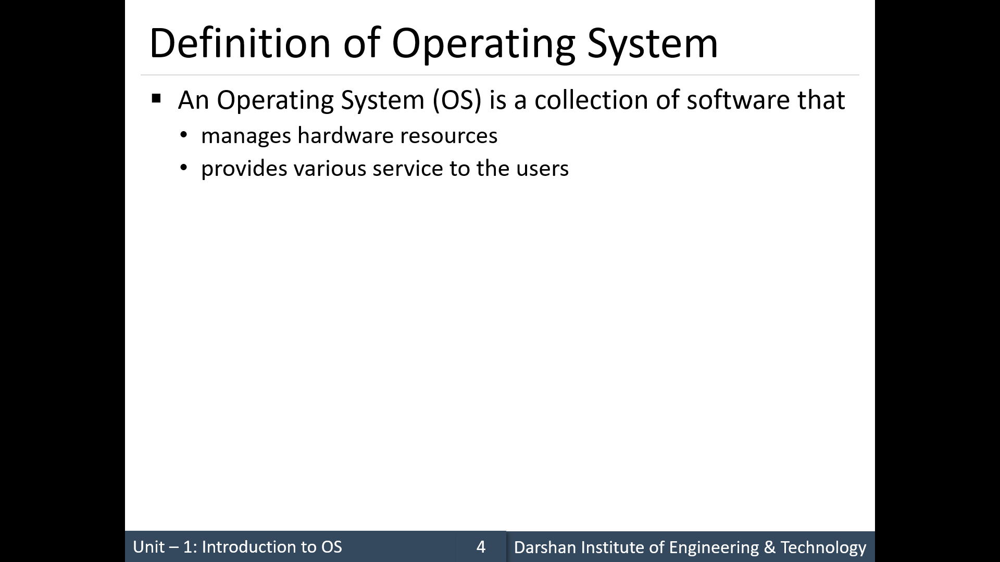 Definition of Operating System
▪ An Operating System (OS) is a collection of software that
• manages hardware resources
• provides various service to the users
Unit – 1: Introduction to OS
4
Darshan Institute of Engineering & Technology